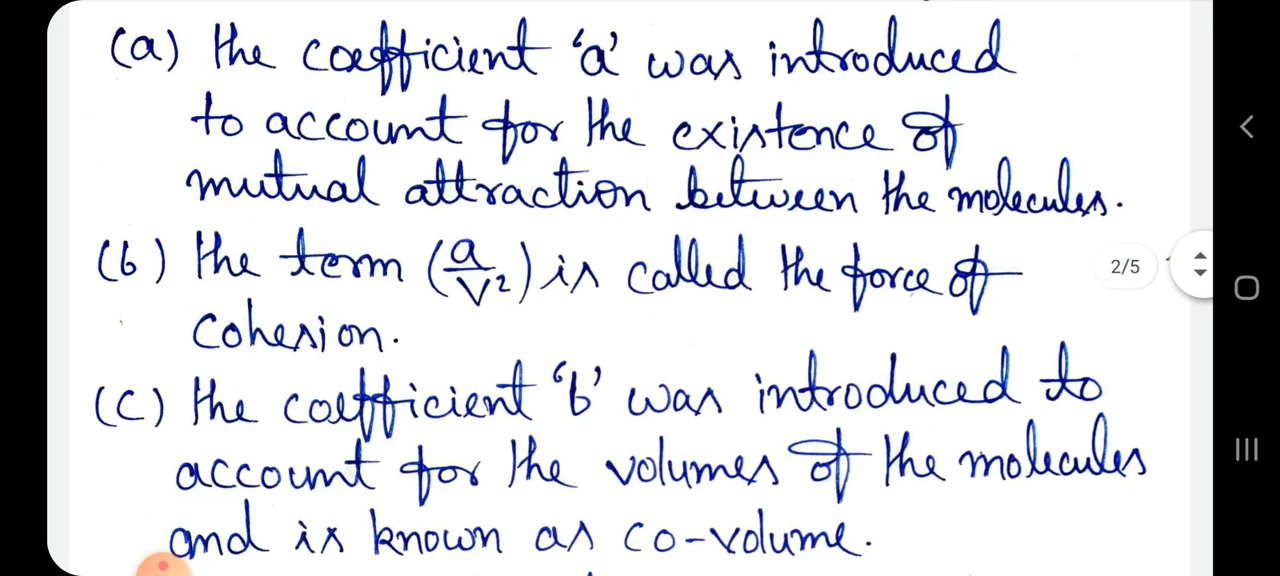 (a) the coefficient 'a' was introduced
to account for the existence of
mutual attraction between the molecules.
(b) the term (a/V²) is called the force of
cohesion.
(c) the coefficient 'b' was introduced to
account for the volumes of the molecules
and is known as co-volume.
2/5